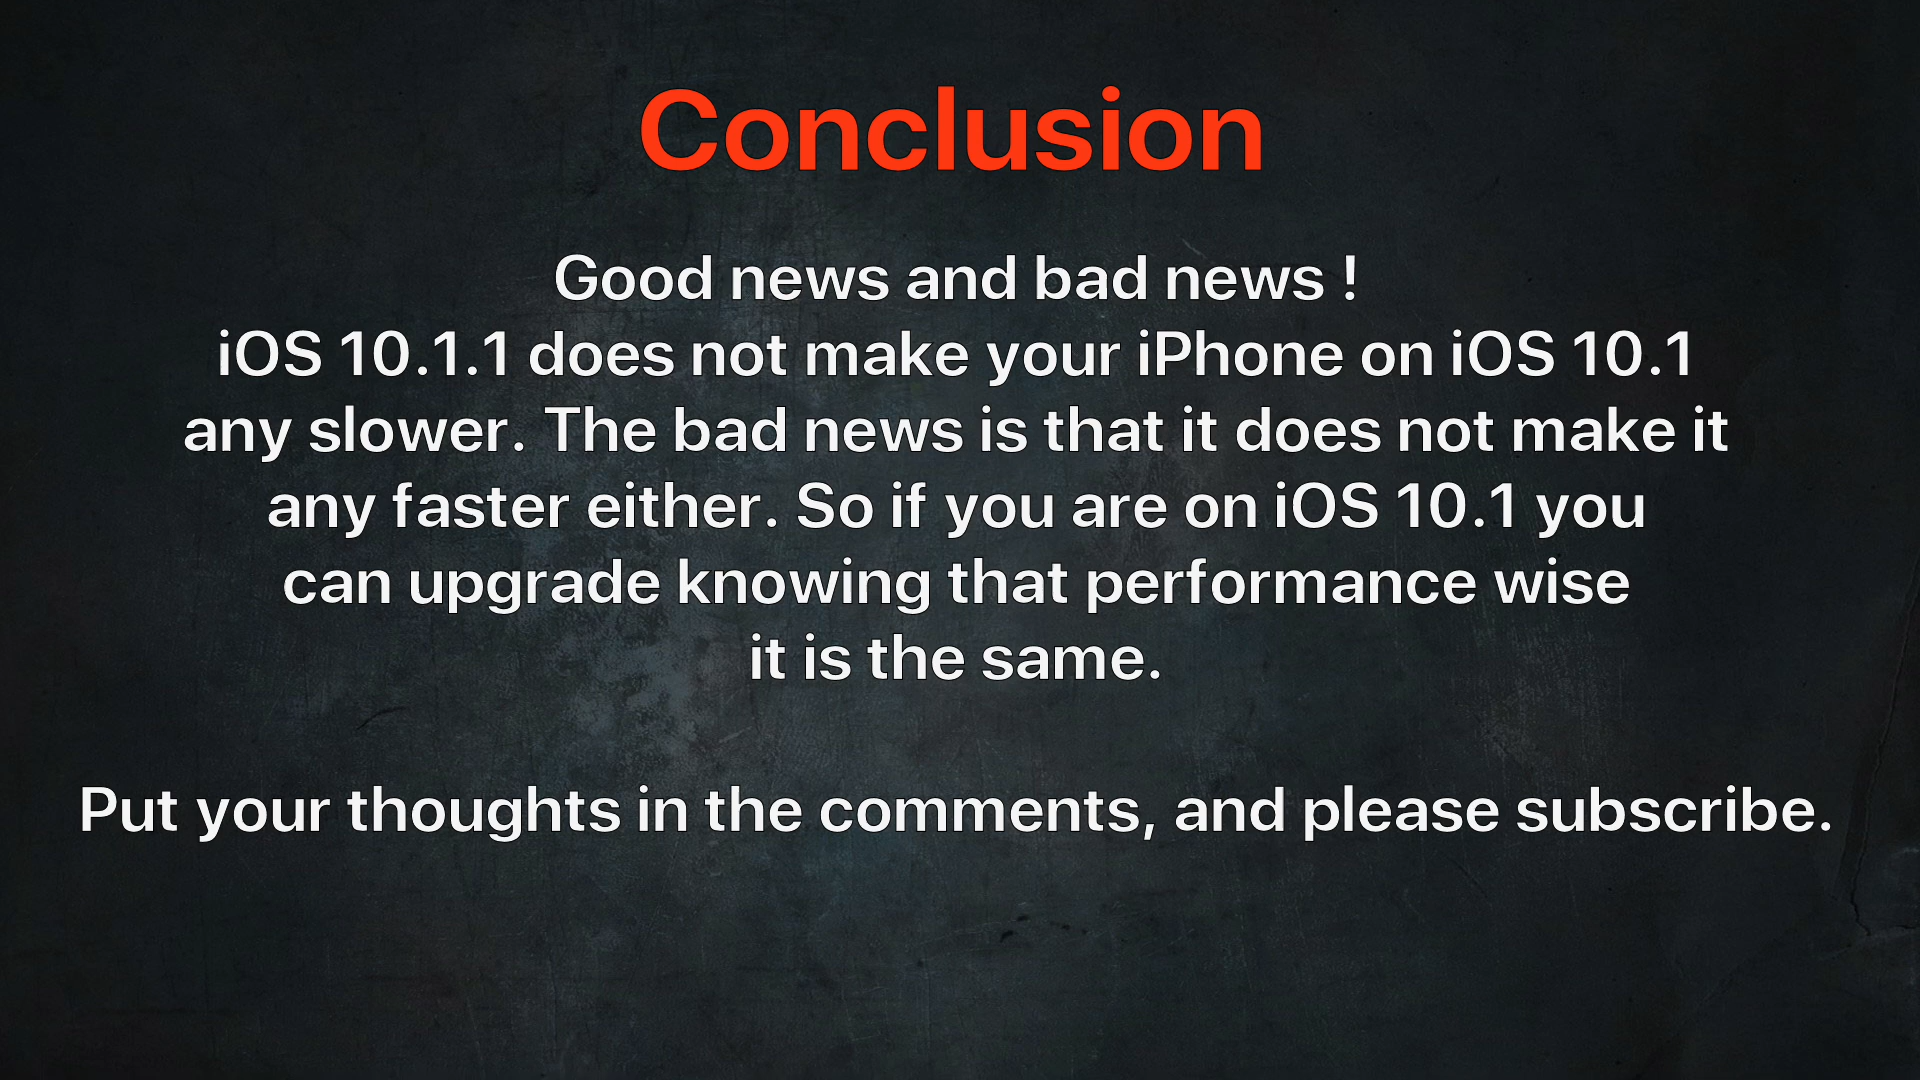 Conclusion
Good news and bad news !
iOS 10.1.1 does not make your iPhone on iOS 10.1
any slower. The bad news is that it does not make it
any faster either. So if you are on iOS 10.1 you
can upgrade knowing that performance wise
it is the same.
Put your thoughts in the comments, and please subscribe.